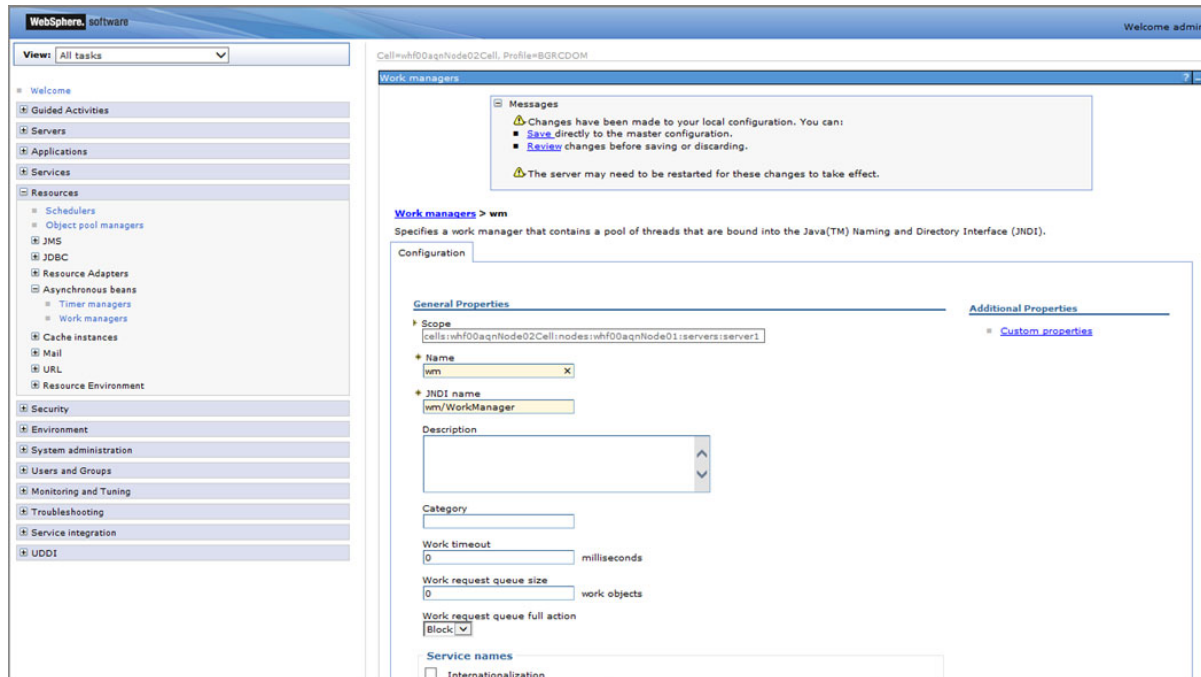 WebSphere. software
Welcome admin
View: All tasks
Welcome
Guided Activities
Servers
Applications
Services
Resources
Schedulers
Object pool managers
JMS
JDBC
Resource Adapters
Asynchronous beans
Timer managers
Work managers
Cache instances
Mail
URL
Resource Environment
Security
Environment
System administration
Users and Groups
Monitoring and Tuning
Troubleshooting
Service integration
UDDI
Cell=whf00aqnNode02Cell, Profile=BGRCDOM
Work managers
?
Messages
Changes have been made to your local configuration. You can:
Save directly to the master configuration.
Review changes before saving or discarding.
The server may need to be restarted for these changes to take effect.
Work managers > wm
Specifies a work manager that contains a pool of threads that are bound into the Java(TM) Naming and Directory Interface (JNDI).
Configuration
General Properties
Scope
cells:whf00aqnNode02Cell:nodes:whf00aqnNode01:servers:server1
Name
wm
JNDI name
wm/WorkManager
Description
Category
Work timeout
0 milliseconds
Work request queue size
0 work objects
Work request queue full action
Block
Service names
Internationalization
Additional Properties
Custom properties